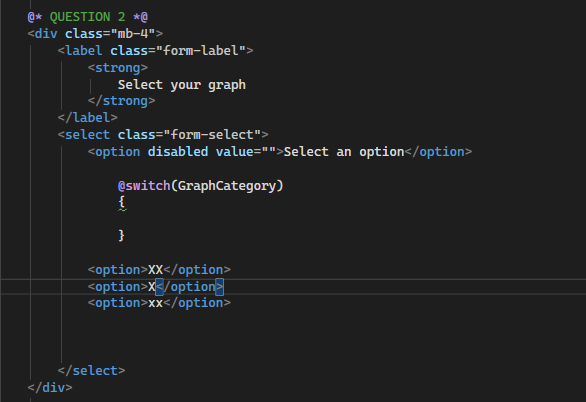 @* QUESTION 2 *@
<div class="mb-4">
<label class="form-label">
<strong>
Select your graph
</strong>
</label>
<select class="form-select">
<option disabled value="">Select an option</option>
@switch(GraphCategory)
{
}
<option>XX</option>
<option>X</option>
<option>xx</option>
</select>
</div>